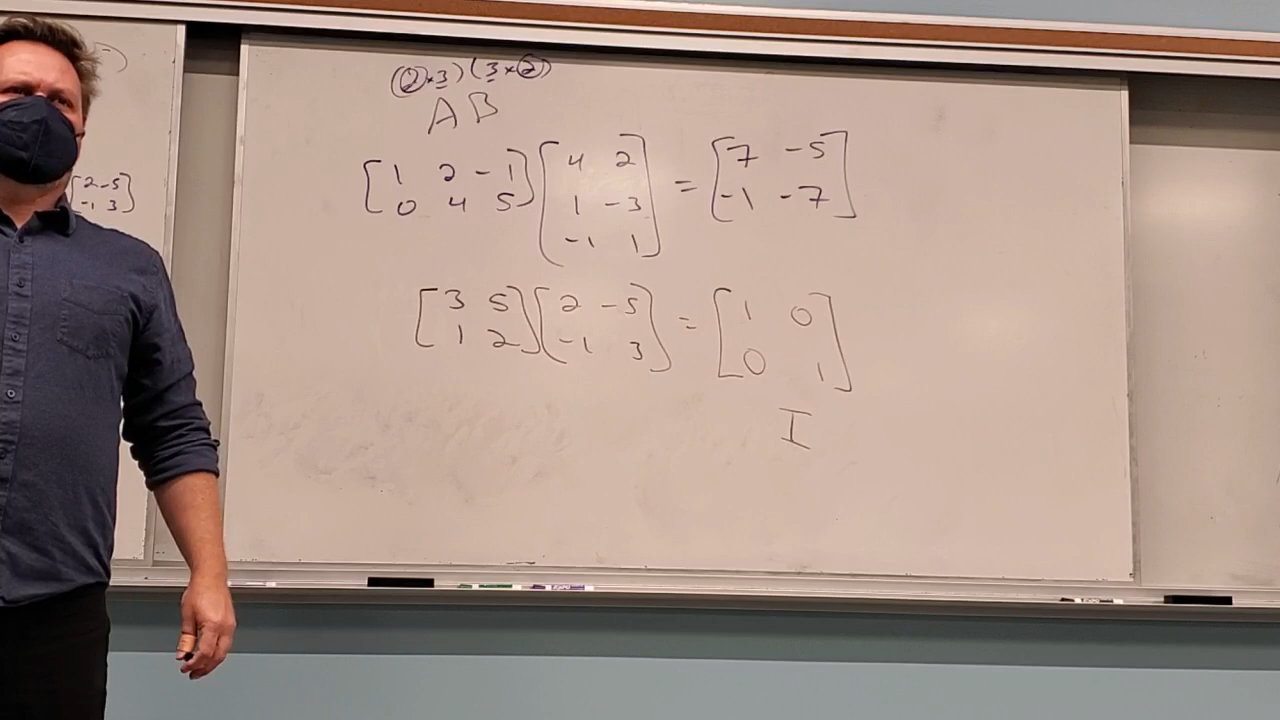 [2 -5
-1 3]
(2×3)(3×2)
A B
[1 2 -1
0 4 5] [4 2
1 -3
-1 1] = [7 -5
-1 -7]
[3 5
1 2] [2 -5
-1 3] = [1 0
0 1]
I